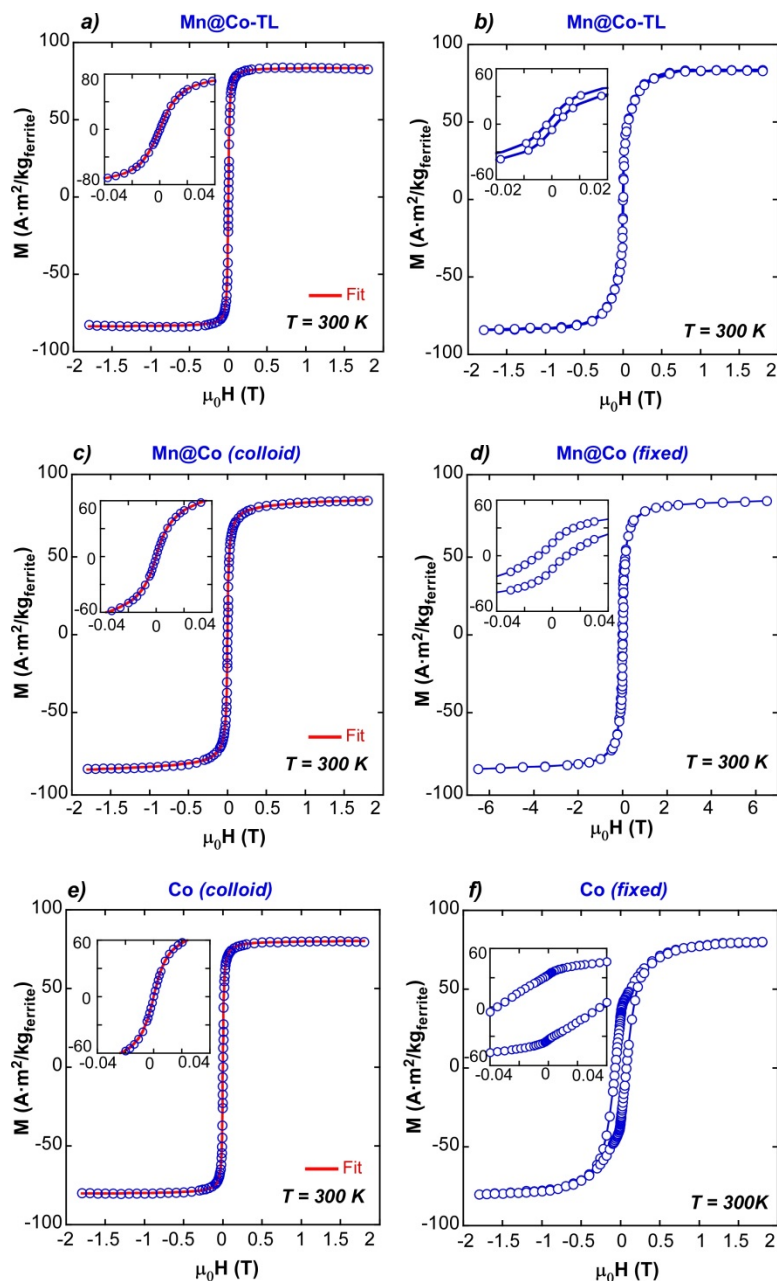 a) Mn@Co-TL
M (A·m²/kg_ferrite)
100
50
0
-50
-100
80
0
-80
-0.04 0 0.04
Fit
T = 300 K
-2 -1.5 -1 -0.5 0 0.5 1 1.5 2
μ₀H (T)
b) Mn@Co-TL
M (A·m²/kg_ferrite)
100
50
0
-50
-100
60
0
-60
-0.02 0 0.02
T = 300 K
-2 -1.5 -1 -0.5 0 0.5 1 1.5 2
μ₀H (T)
c) Mn@Co (colloid)
M (A·m²/kg_ferrite)
100
50
0
-50
-100
60
0
-60
-0.04 0 0.04
Fit
T = 300 K
-2 -1.5 -1 -0.5 0 0.5 1 1.5 2
μ₀H (T)
d) Mn@Co (fixed)
M (A·m²/kg_ferrite)
100
50
0
-50
-100
60
0
-60
-0.04 0 0.04
T = 300 K
-6 -4 -2 0 2 4 6
μ₀H (T)
e) Co (colloid)
M (A·m²/kg_ferrite)
100
50
0
-50
-100
60
0
-60
-0.04 0 0.04
Fit
T = 300 K
-2 -1.5 -1 -0.5 0 0.5 1 1.5 2
μ₀H (T)
f) Co (fixed)
M (A·m²/kg_ferrite)
100
50
0
-50
-100
60
0
-60
-0.04 0 0.04
T = 300K
-2 -1.5 -1 -0.5 0 0.5 1 1.5 2
μ₀H (T)